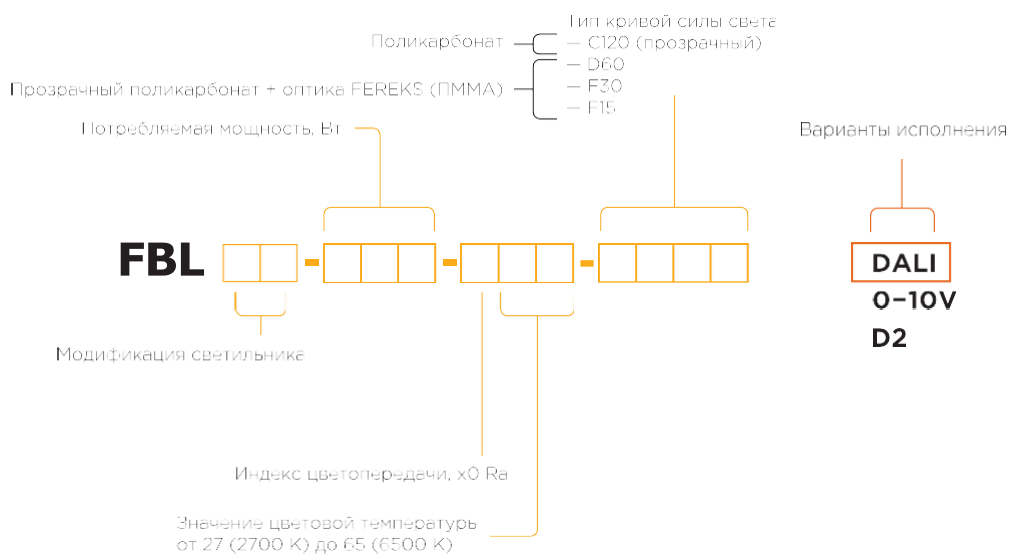 Тип кривой силы света
Поликарбонат
— C120 (прозрачный)
— D60
Прозрачный поликарбонат + оптика FEREKS (ПММА)
— F30
— F15
Потребляемая мощность, Вт
Варианты исполнения
FBL
DALI
0-10V
D2
Модификация светильника
Индекс цветопередачи, x0 Ra
Значение цветовой температуры
от 27 (2700 К) до 65 (6500 К)